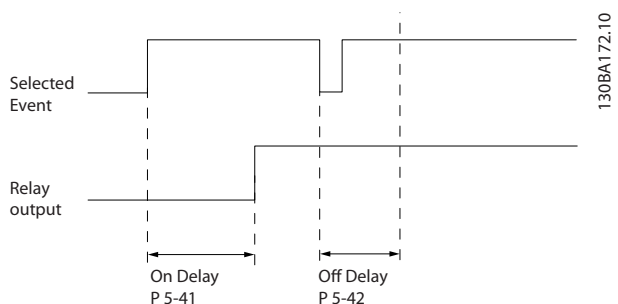 130BA172.10
Selected
Event
Relay
output
On Delay
P 5-41
Off Delay
P 5-42